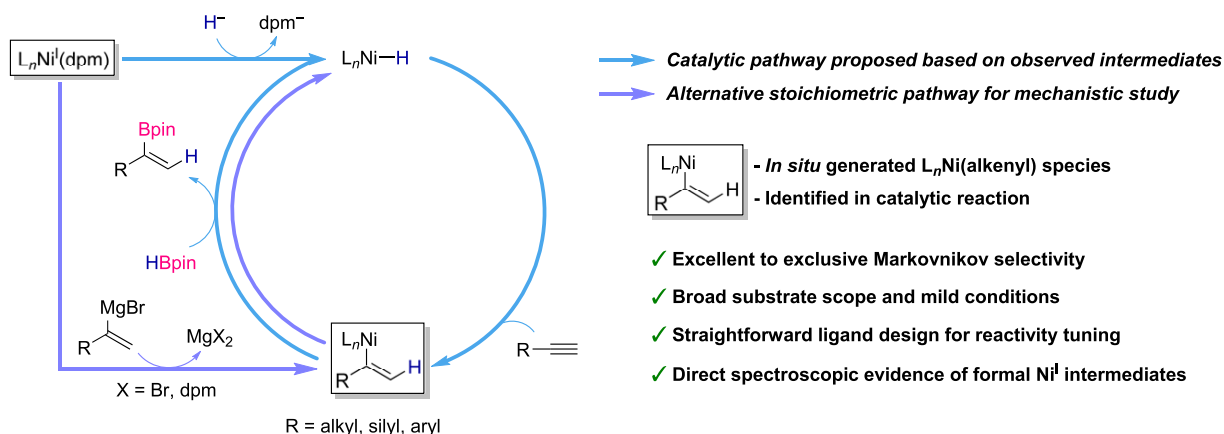 H⁻
dpm⁻
LₙNiᴵ(dpm)
LₙNi–H
Catalytic pathway proposed based on observed intermediates
Alternative stoichiometric pathway for mechanistic study
Bpin
R
H
HBpin
MgBr
R
MgX₂
X = Br, dpm
LₙNi
R
H
R
R = alkyl, silyl, aryl
LₙNi
R
H
- In situ generated LₙNi(alkenyl) species
- Identified in catalytic reaction
✓ Excellent to exclusive Markovnikov selectivity
✓ Broad substrate scope and mild conditions
✓ Straightforward ligand design for reactivity tuning
✓ Direct spectroscopic evidence of formal Niᴵ intermediates